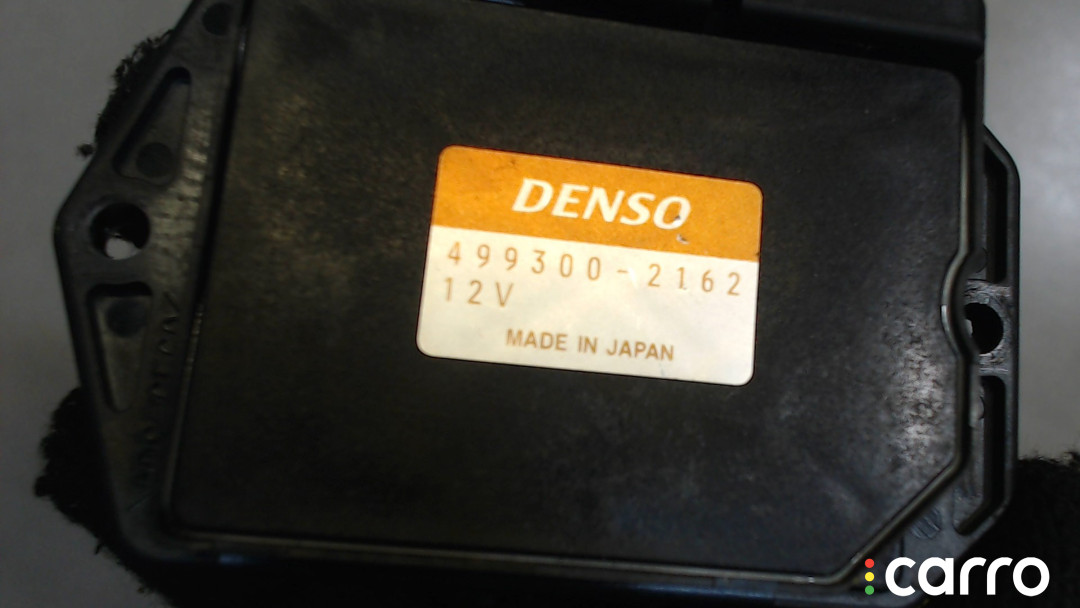 DENSO
499300-2162
12V
MADE IN JAPAN
carro